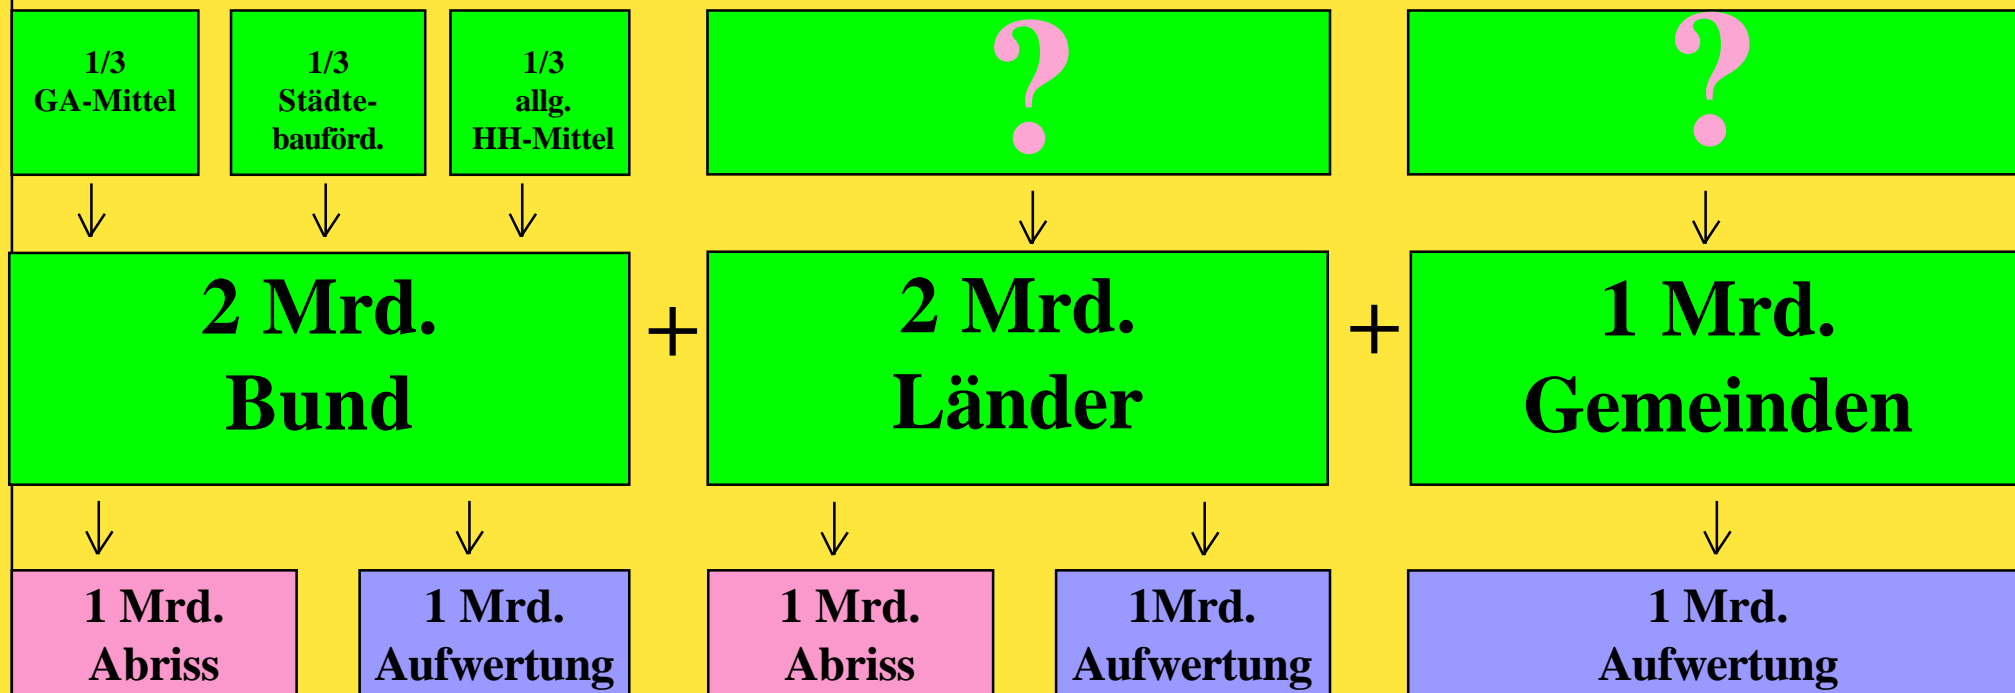 1/3
GA-Mittel
1/3
Städte-
bauförd.
1/3
allg.
HH-Mittel
?
?
2 Mrd.
Bund
+
2 Mrd.
Länder
+
1 Mrd.
Gemeinden
1 Mrd.
Abriss
1 Mrd.
Aufwertung
1 Mrd.
Abriss
1Mrd.
Aufwertung
1 Mrd.
Aufwertung